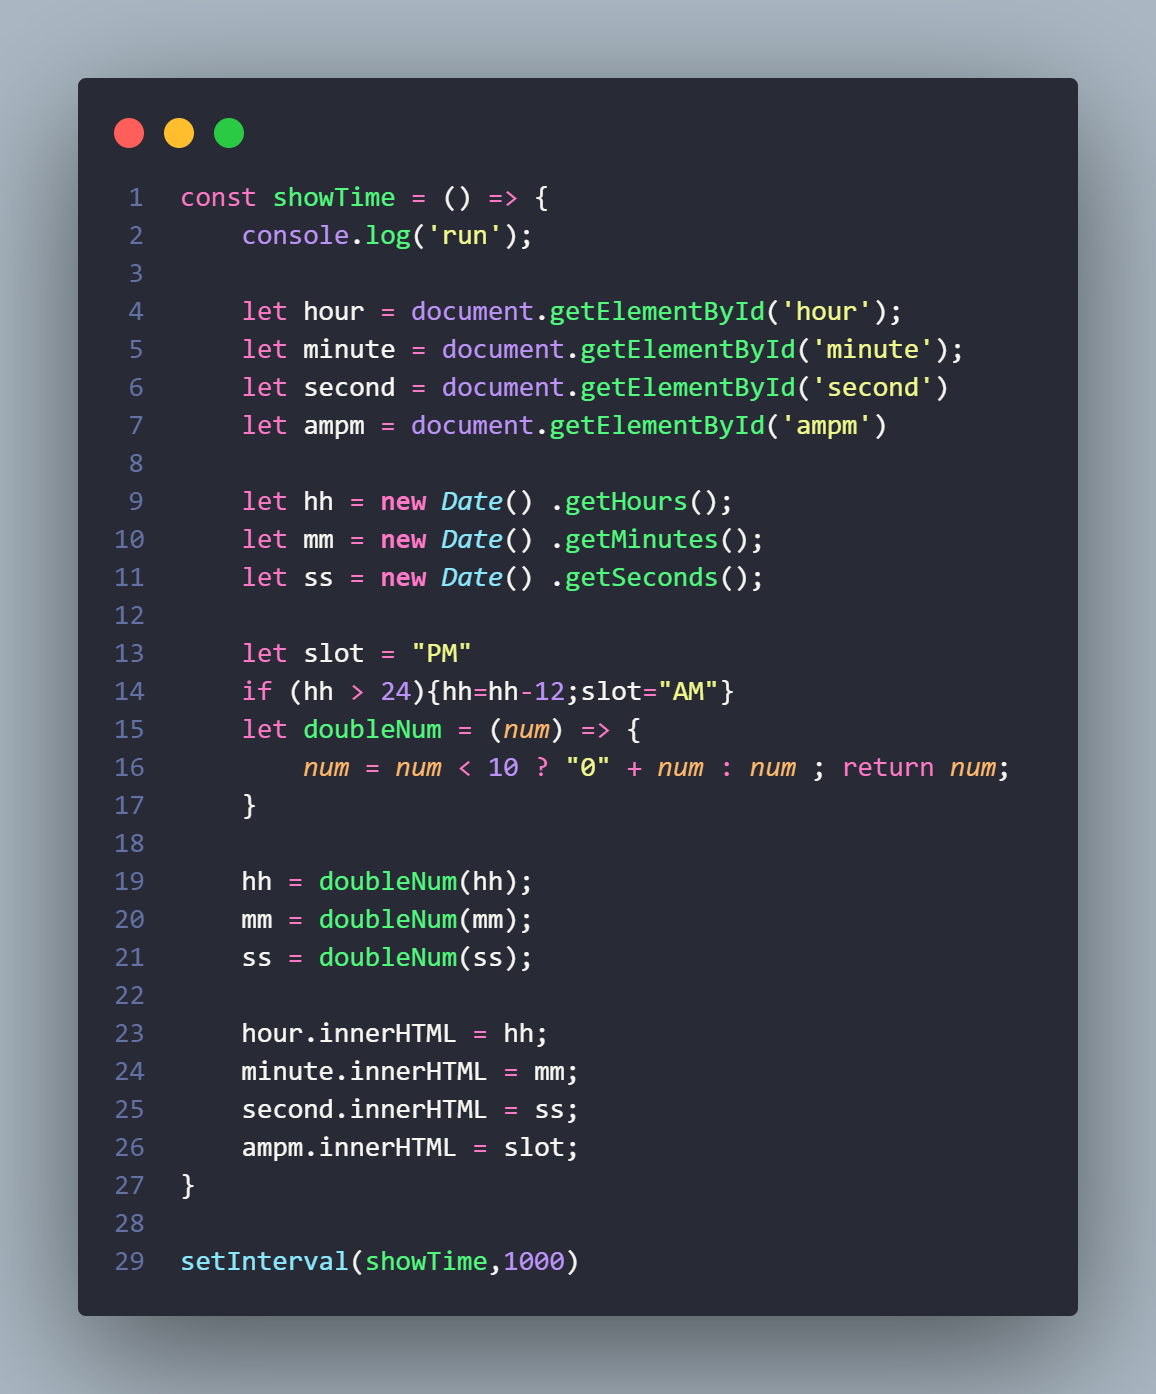 1 const showTime = () => {
2     console.log('run');
3
4     let hour = document.getElementById('hour');
5     let minute = document.getElementById('minute');
6     let second = document.getElementById('second')
7     let ampm = document.getElementById('ampm')
8
9     let hh = new Date() .getHours();
10     let mm = new Date() .getMinutes();
11     let ss = new Date() .getSeconds();
12
13     let slot = "PM"
14     if (hh > 24){hh=hh-12;slot="AM"}
15     let doubleNum = (num) => {
16         num = num < 10 ? "0" + num : num ; return num;
17     }
18
19     hh = doubleNum(hh);
20     mm = doubleNum(mm);
21     ss = doubleNum(ss);
22
23     hour.innerHTML = hh;
24     minute.innerHTML = mm;
25     second.innerHTML = ss;
26     ampm.innerHTML = slot;
27 }
28
29 setInterval(showTime,1000)